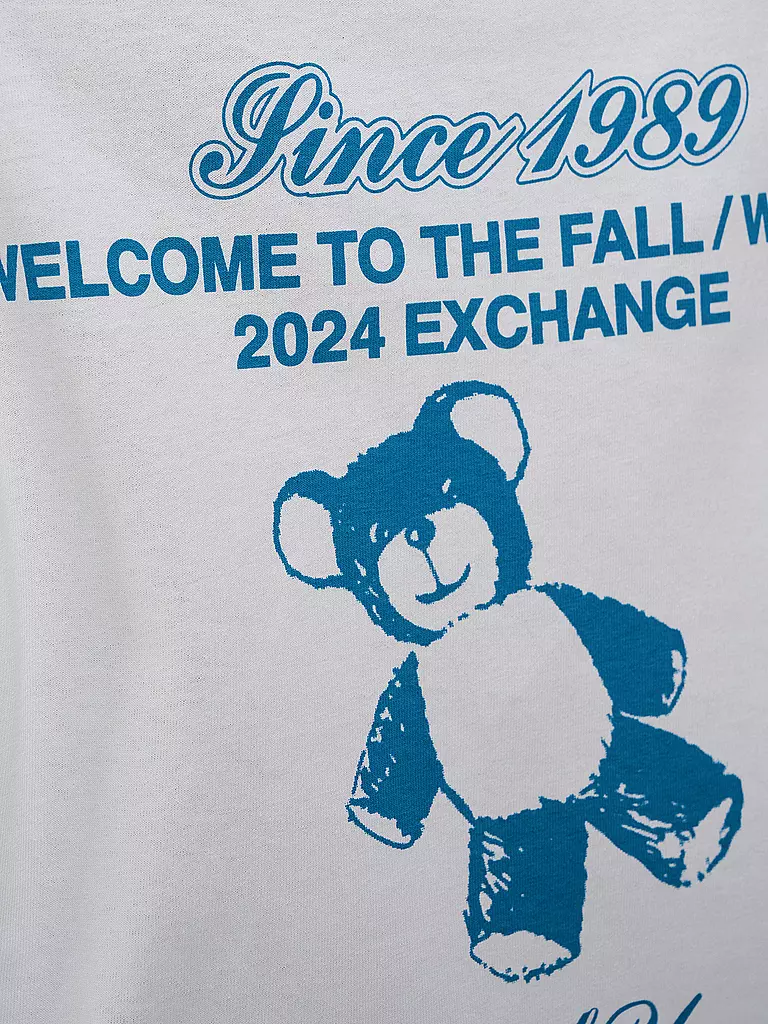 Since 1989
WELCOME TO THE FALL/W
2024 EXCHANGE